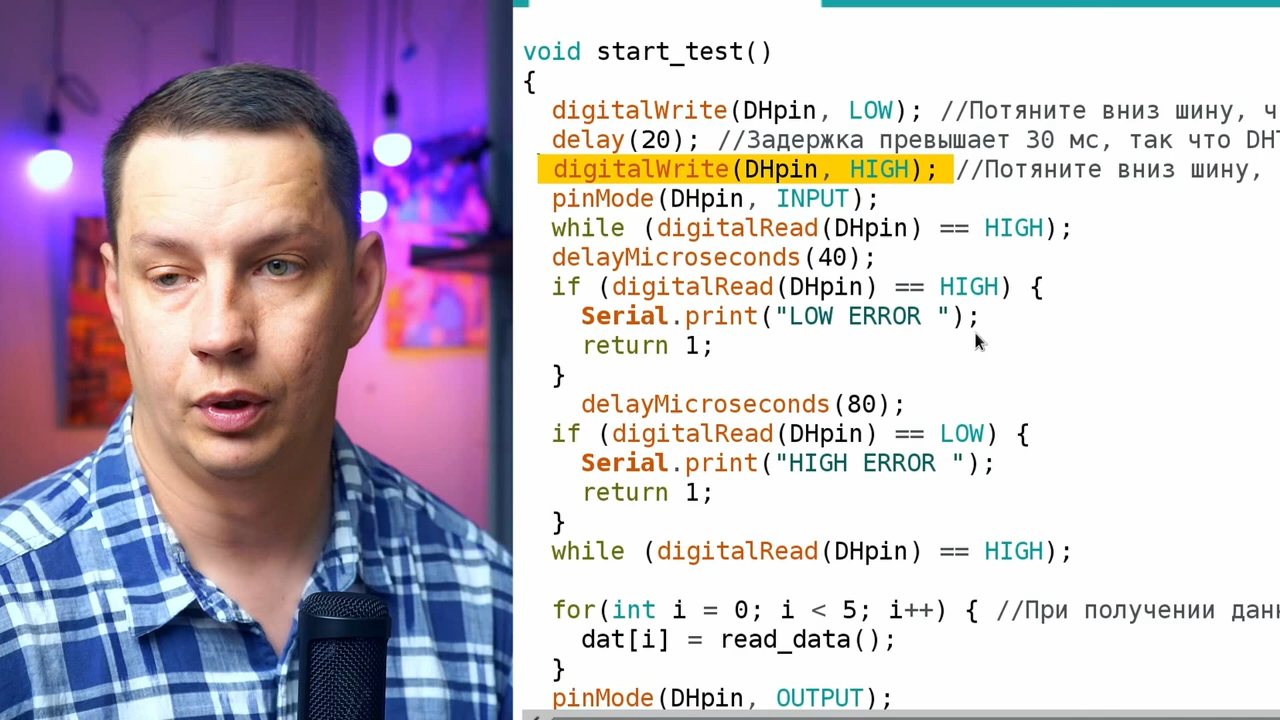 void start_test()
{
digitalWrite(DHpin, LOW); //Потяните вниз шину, ч
delay(20); //Задержка превышает 30 мс, так что DHT
digitalWrite(DHpin, HIGH); //Потяните вниз шину,
pinMode(DHpin, INPUT);
while (digitalRead(DHpin) == HIGH);
delayMicroseconds(40);
if (digitalRead(DHpin) == HIGH) {
Serial.print("LOW ERROR ");
return 1;
}
delayMicroseconds(80);
if (digitalRead(DHpin) == LOW) {
Serial.print("HIGH ERROR ");
return 1;
}
while (digitalRead(DHpin) == HIGH);
for(int i = 0; i < 5; i++) { //При получении дан
dat[i] = read_data();
}
pinMode(DHpin, OUTPUT);